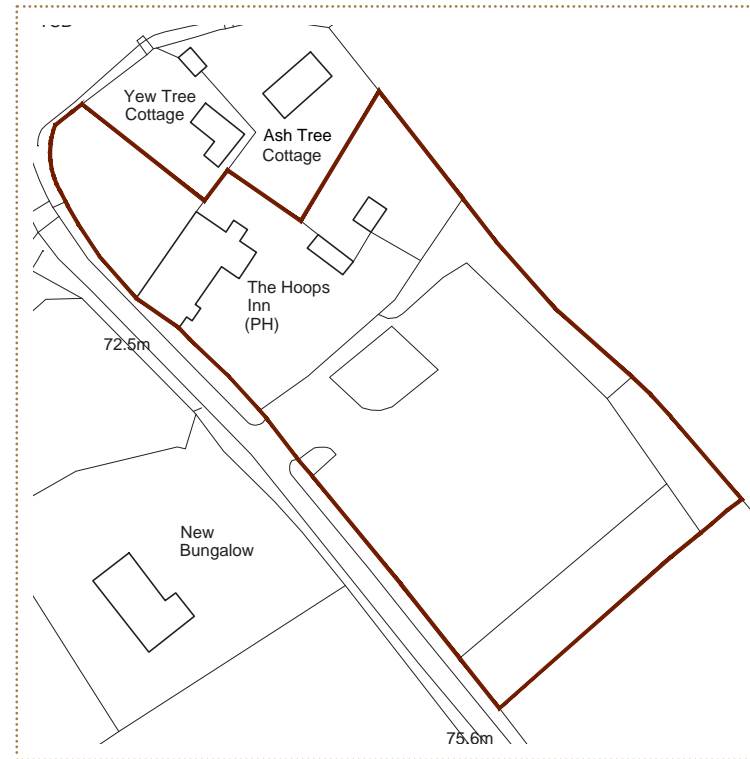 Yew Tree
Cottage
Ash Tree
Cottage
The Hoops
Inn
(PH)
72.5m
New
Bungalow
75.6m